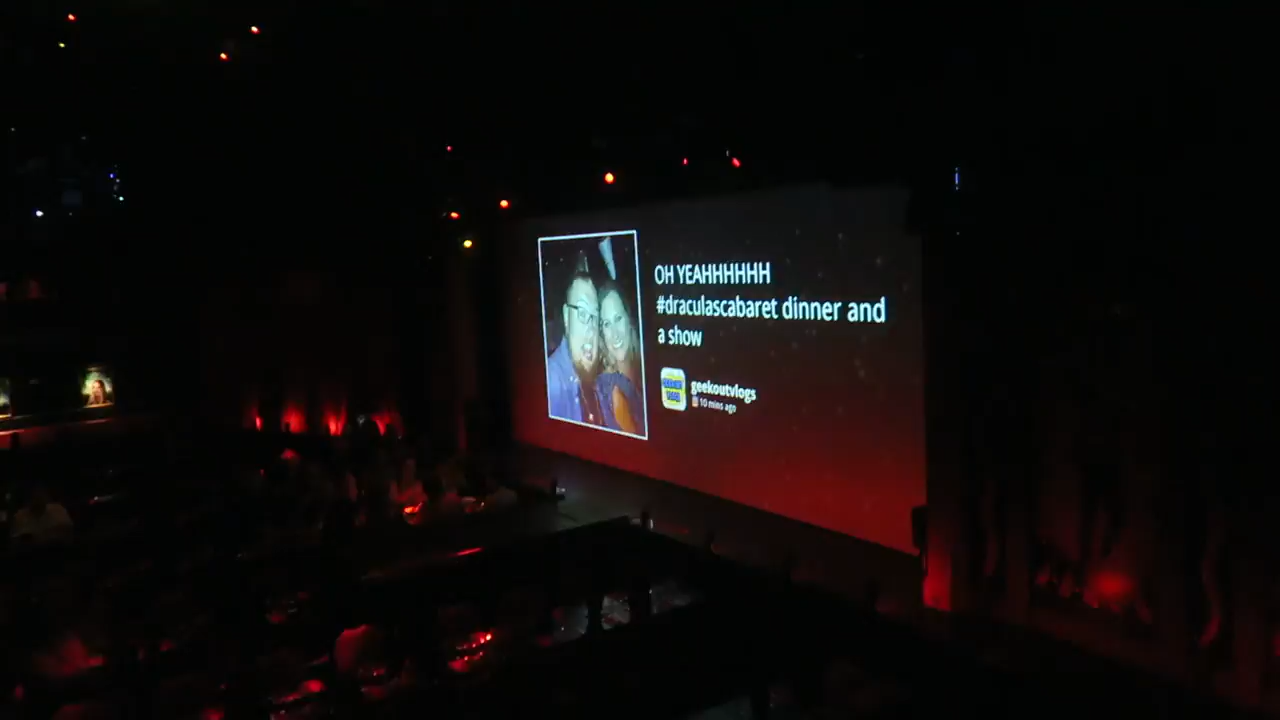 OH YEAHHHHHH
#draculascabaret dinner and
a show
geekoutvlogs
10 mins ago